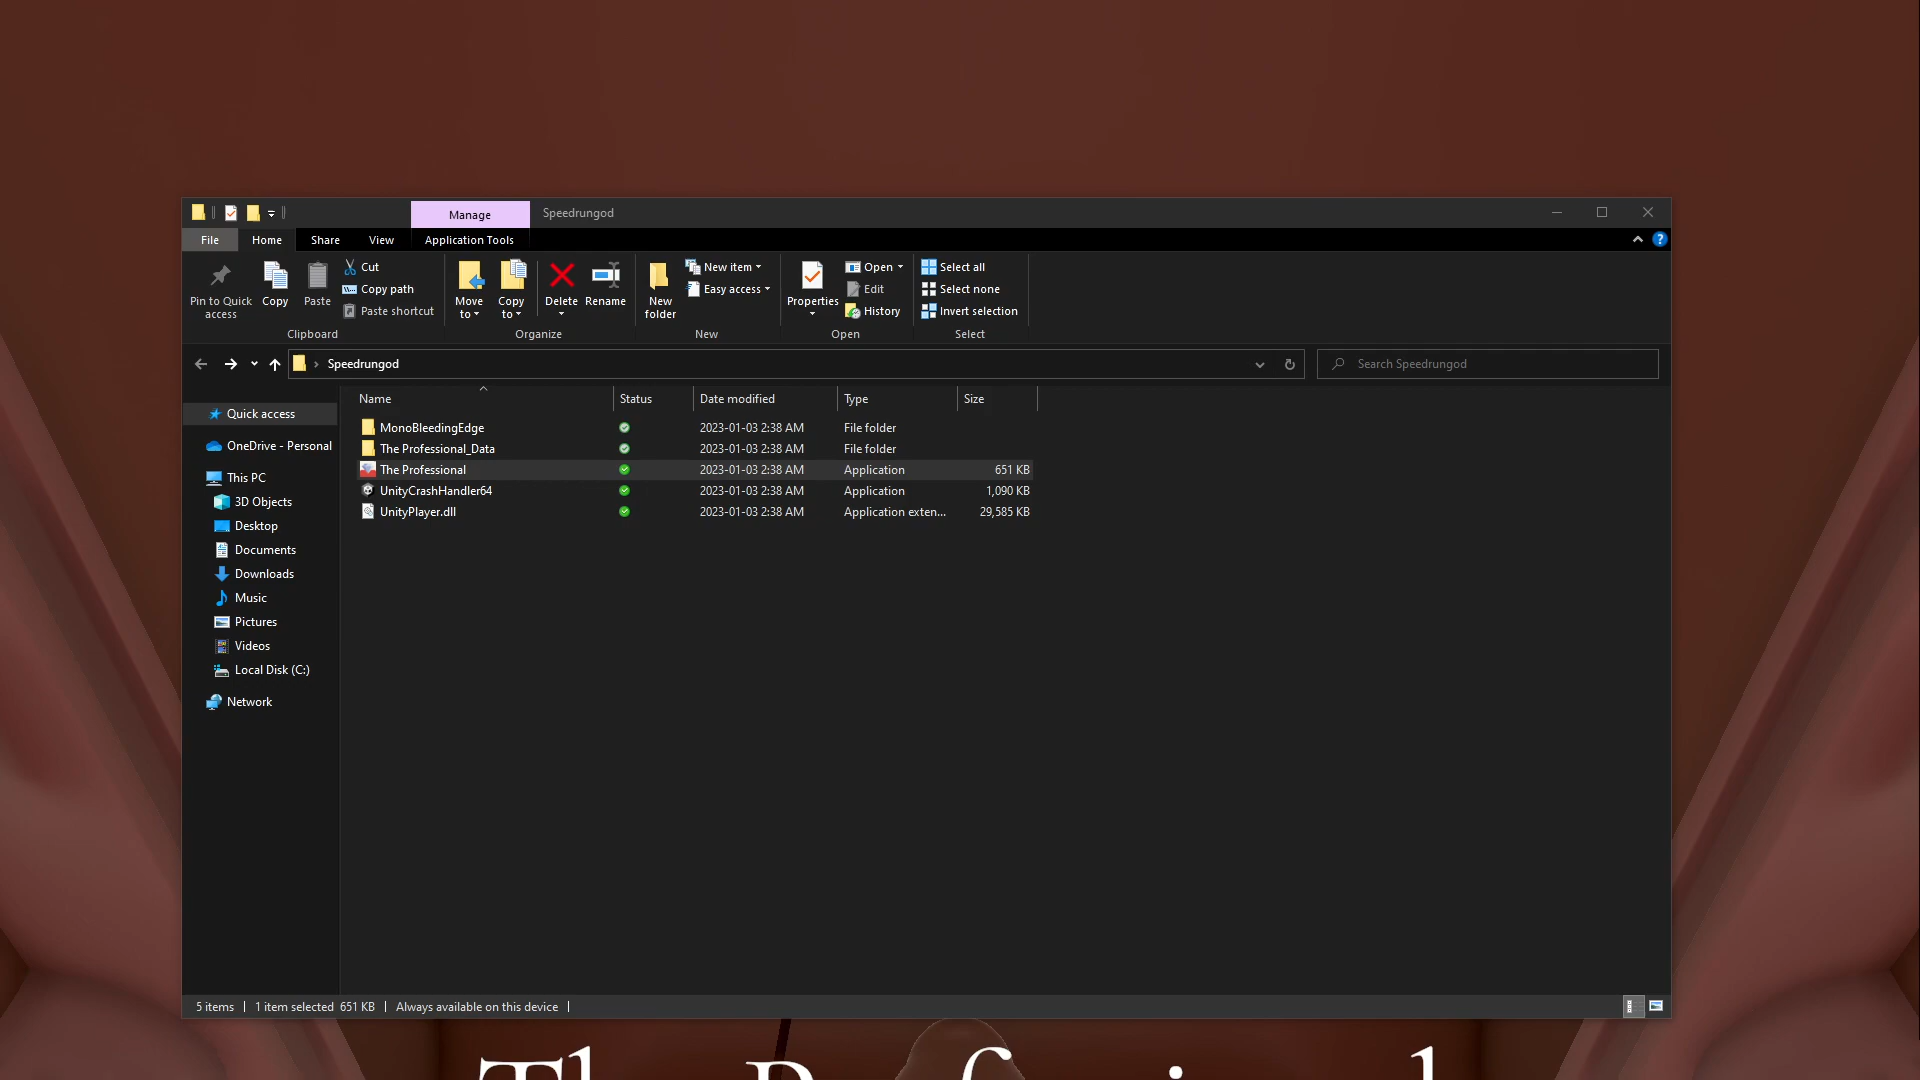 Manage Speedrungod
File Home Share View Application Tools
Pin to Quick access
Copy
Paste
Cut
Copy path
Paste shortcut
Clipboard
Move to
Copy to
Delete
Rename
Organize
New folder
New item
Easy access
New
Properties
Open
Edit
History
Open
Select all
Select none
Invert selection
Select
Speedrungod
Search Speedrungod
Quick access
OneDrive - Personal
This PC
3D Objects
Desktop
Documents
Downloads
Music
Pictures
Videos
Local Disk (C:)
Network
Name Status Date modified Type Size
MonoBleedingEdge 2023-01-03 2:38 AM File folder
The Professional_Data 2023-01-03 2:38 AM File folder
The Professional 2023-01-03 2:38 AM Application 651 KB
UnityCrashHandler64 2023-01-03 2:38 AM Application 1,090 KB
UnityPlayer.dll 2023-01-03 2:38 AM Application exten... 29,585 KB
5 items 1 item selected 651 KB Always available on this device
The Professional